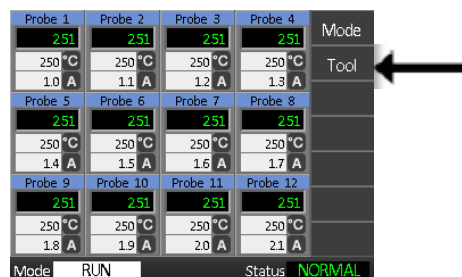 Probe 1 Probe 2 Probe 3 Probe 4 Mode
251 251 251 251
250 °C 250 °C 250 °C 250 °C Tool
1.0 A 1.1 A 1.2 A 1.3 A
Probe 5 Probe 6 Probe 7 Probe 8
251 251 251 251
250 °C 250 °C 250 °C 250 °C
1.4 A 1.5 A 1.6 A 1.7 A
Probe 9 Probe 10 Probe 11 Probe 12
251 251 251 251
250 °C 250 °C 250 °C 250 °C
1.8 A 1.9 A 2.0 A 2.1 A
Mode RUN Status NORMAL